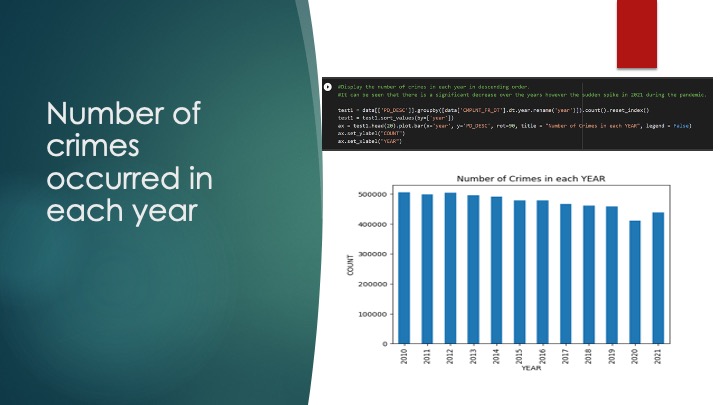 Number of
crimes
occurred in
each year
#Display the number of crimes in each year in descending order.
#It can be seen that there is a significant decrease over the years however the sudden spike in 2021 during the pandemic.
test1 = data[['PD_DESC']].groupby([data['CMPLNT_FR_DT'].dt.year.rename('year')]).count().reset_index()
test1 = test1.sort_values(by=['year'])
ax = test1.head(20).plot.bar(x='year', y='PD_DESC', rot=90, title = "Number of Crimes in each YEAR", legend = False)
ax.set_ylabel("COUNT")
ax.set_xlabel("YEAR")
Number of Crimes in each YEAR
500000
400000
300000
200000
100000
0
COUNT
2010 2011 2012 2013 2014 2015 2016 2017 2018 2019 2020 2021
YEAR